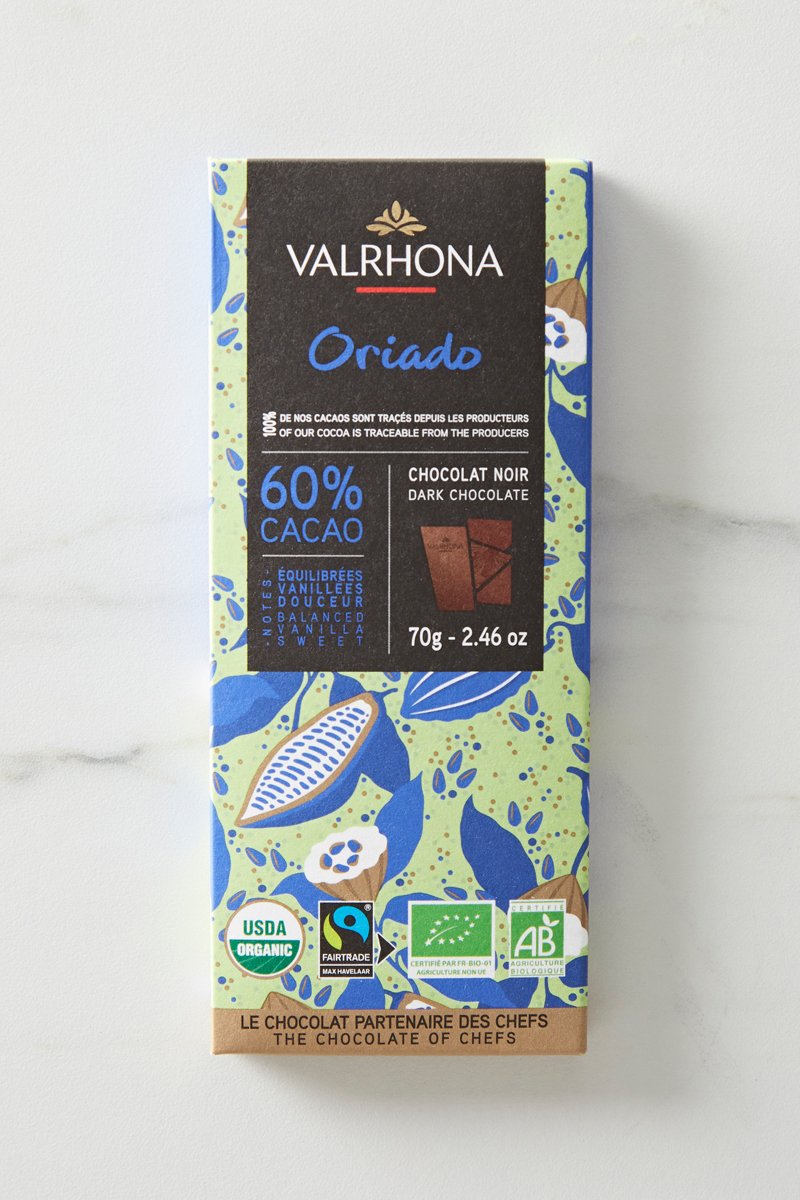 VALRHONA
Oriado
100% DE NOS CACAOS SONT TRAÇÉS DEPUIS LES PRODUCTEURS
OF OUR COCOA IS TRACEABLE FROM THE PRODUCERS
60%
CACAO
-NOTES-
ÉQUILIBRÉES
VANILLÉES
DOUCEUR
BALANCED
VANILLA
SWEET
CHOCOLAT NOIR
DARK CHOCOLATE
VALRHONA
70g - 2.46 oz
USDA
ORGANIC
®
FAIRTRADE
MAX HAVELAAR
CERTIFIÉ PAR FR-BIO-01
AGRICULTURE NON UE
CERTIFIÉ
AB
AGRICULTURE
BIOLOGIQUE
LE CHOCOLAT PARTENAIRE DES CHEFS
THE CHOCOLATE OF CHEFS